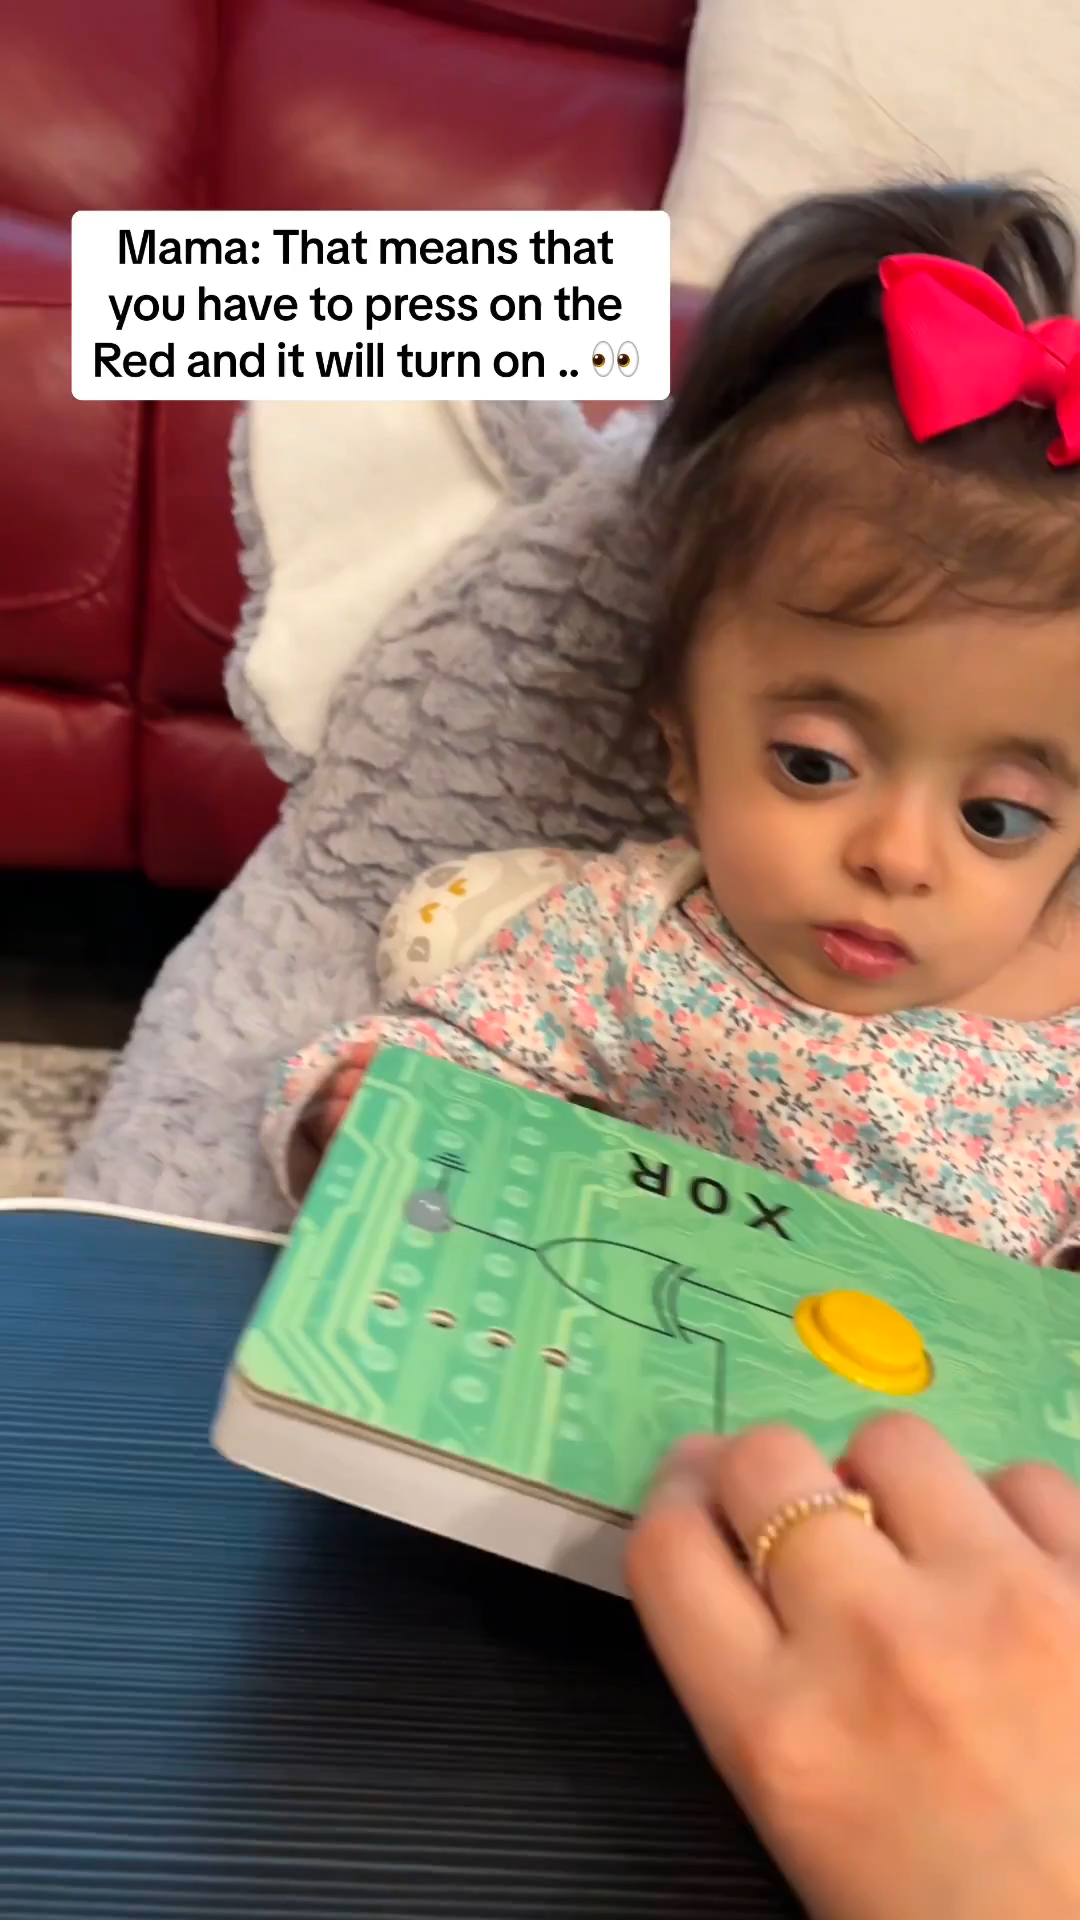 Mama: That means that
you have to press on the
Red and it will turn on .. 👀
XOR